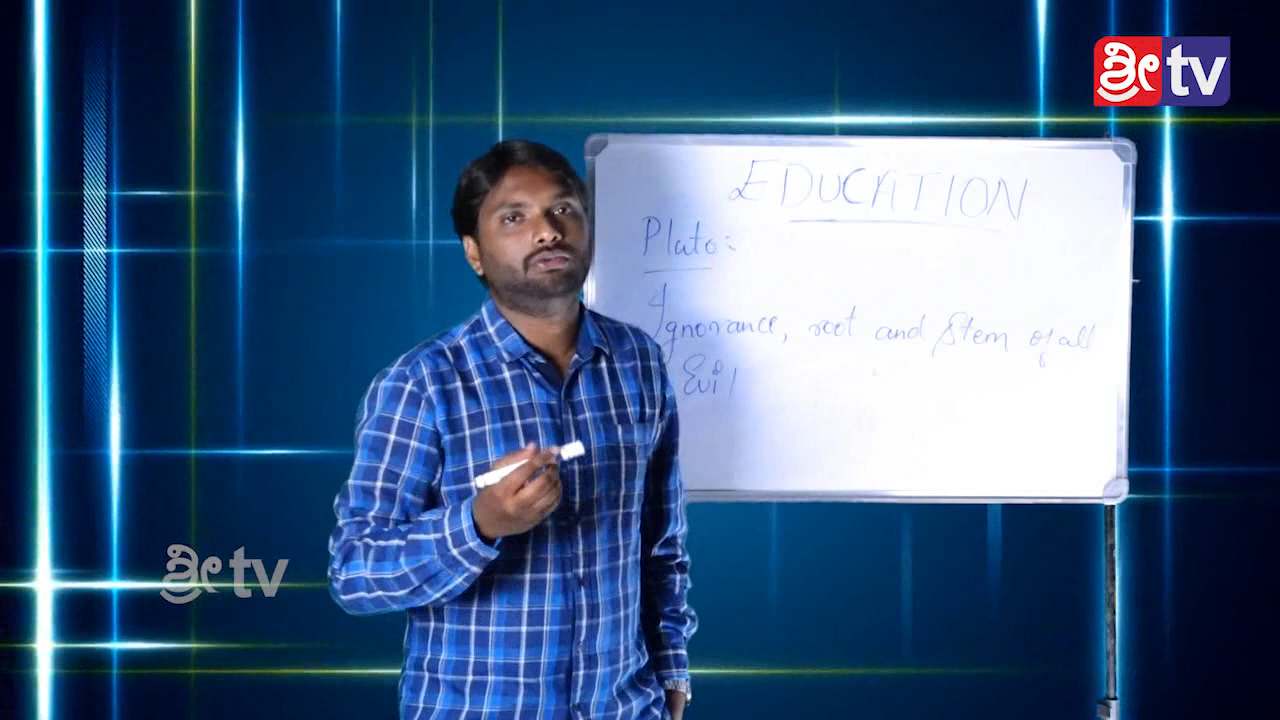 శ్రీ tv
EDUCATION
Plato:
Ignorance, root and stem of all
Evil
శ్రీ tv